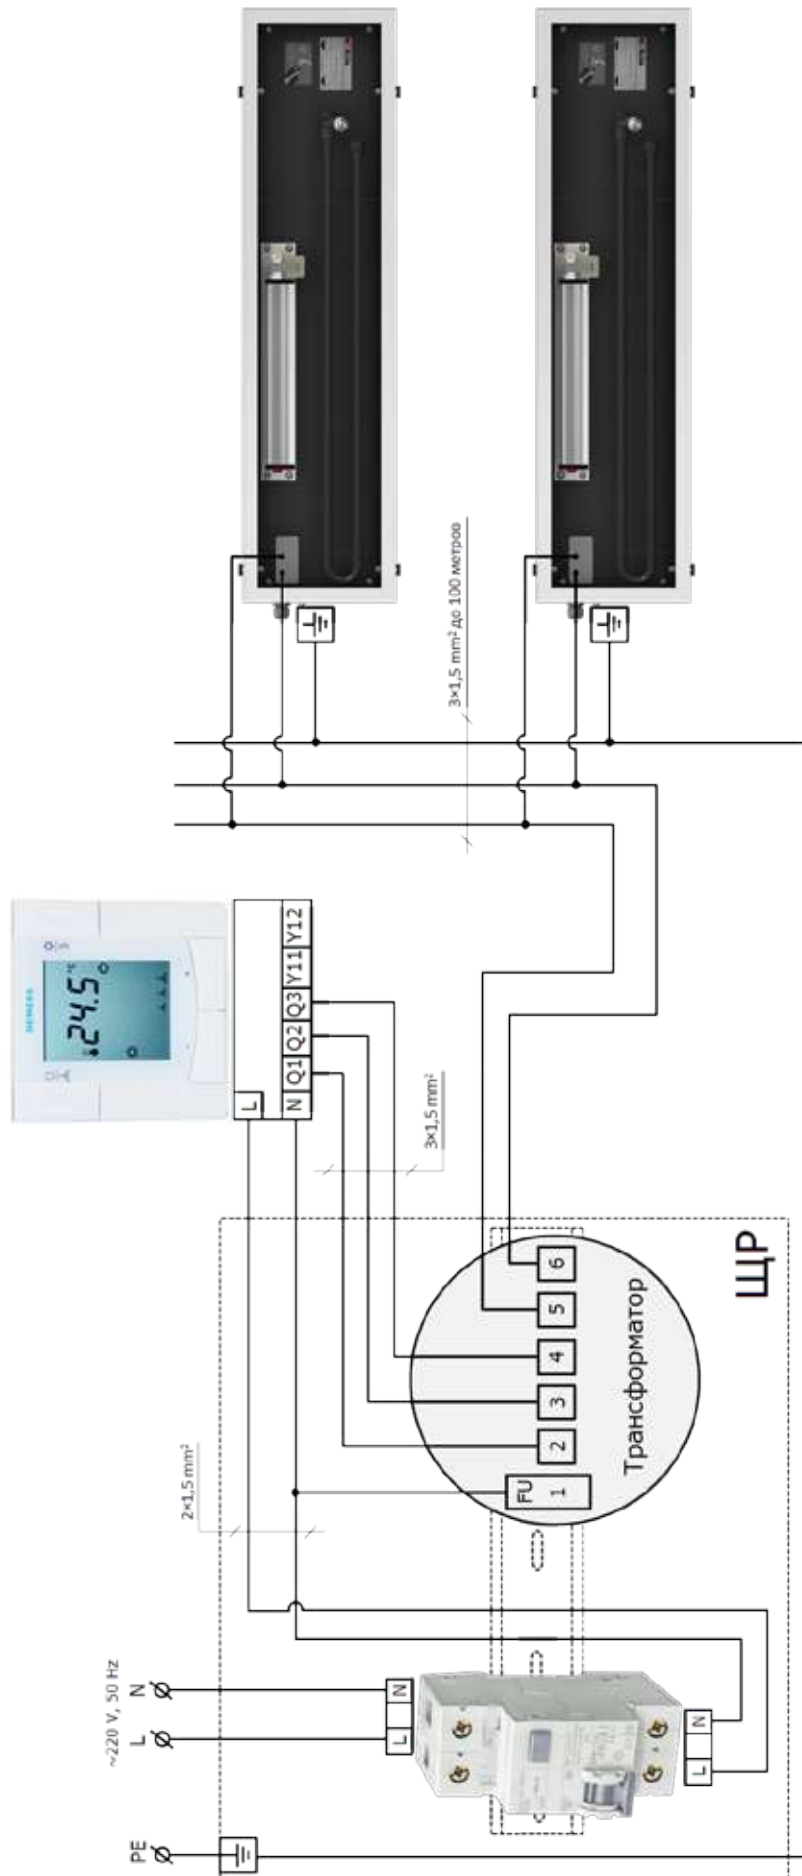 3×1,5 mm² до 100 метров
SIEMENS
24.5
°C
L
N
Q1
Q2
Q3
Y11
Y12
3×1,5 mm²
2×1,5 mm²
ЩР
Трансформатор
FU
1
2
3
4
5
6
~220 V, 50 Hz
PE
L
N
L
N
L
N